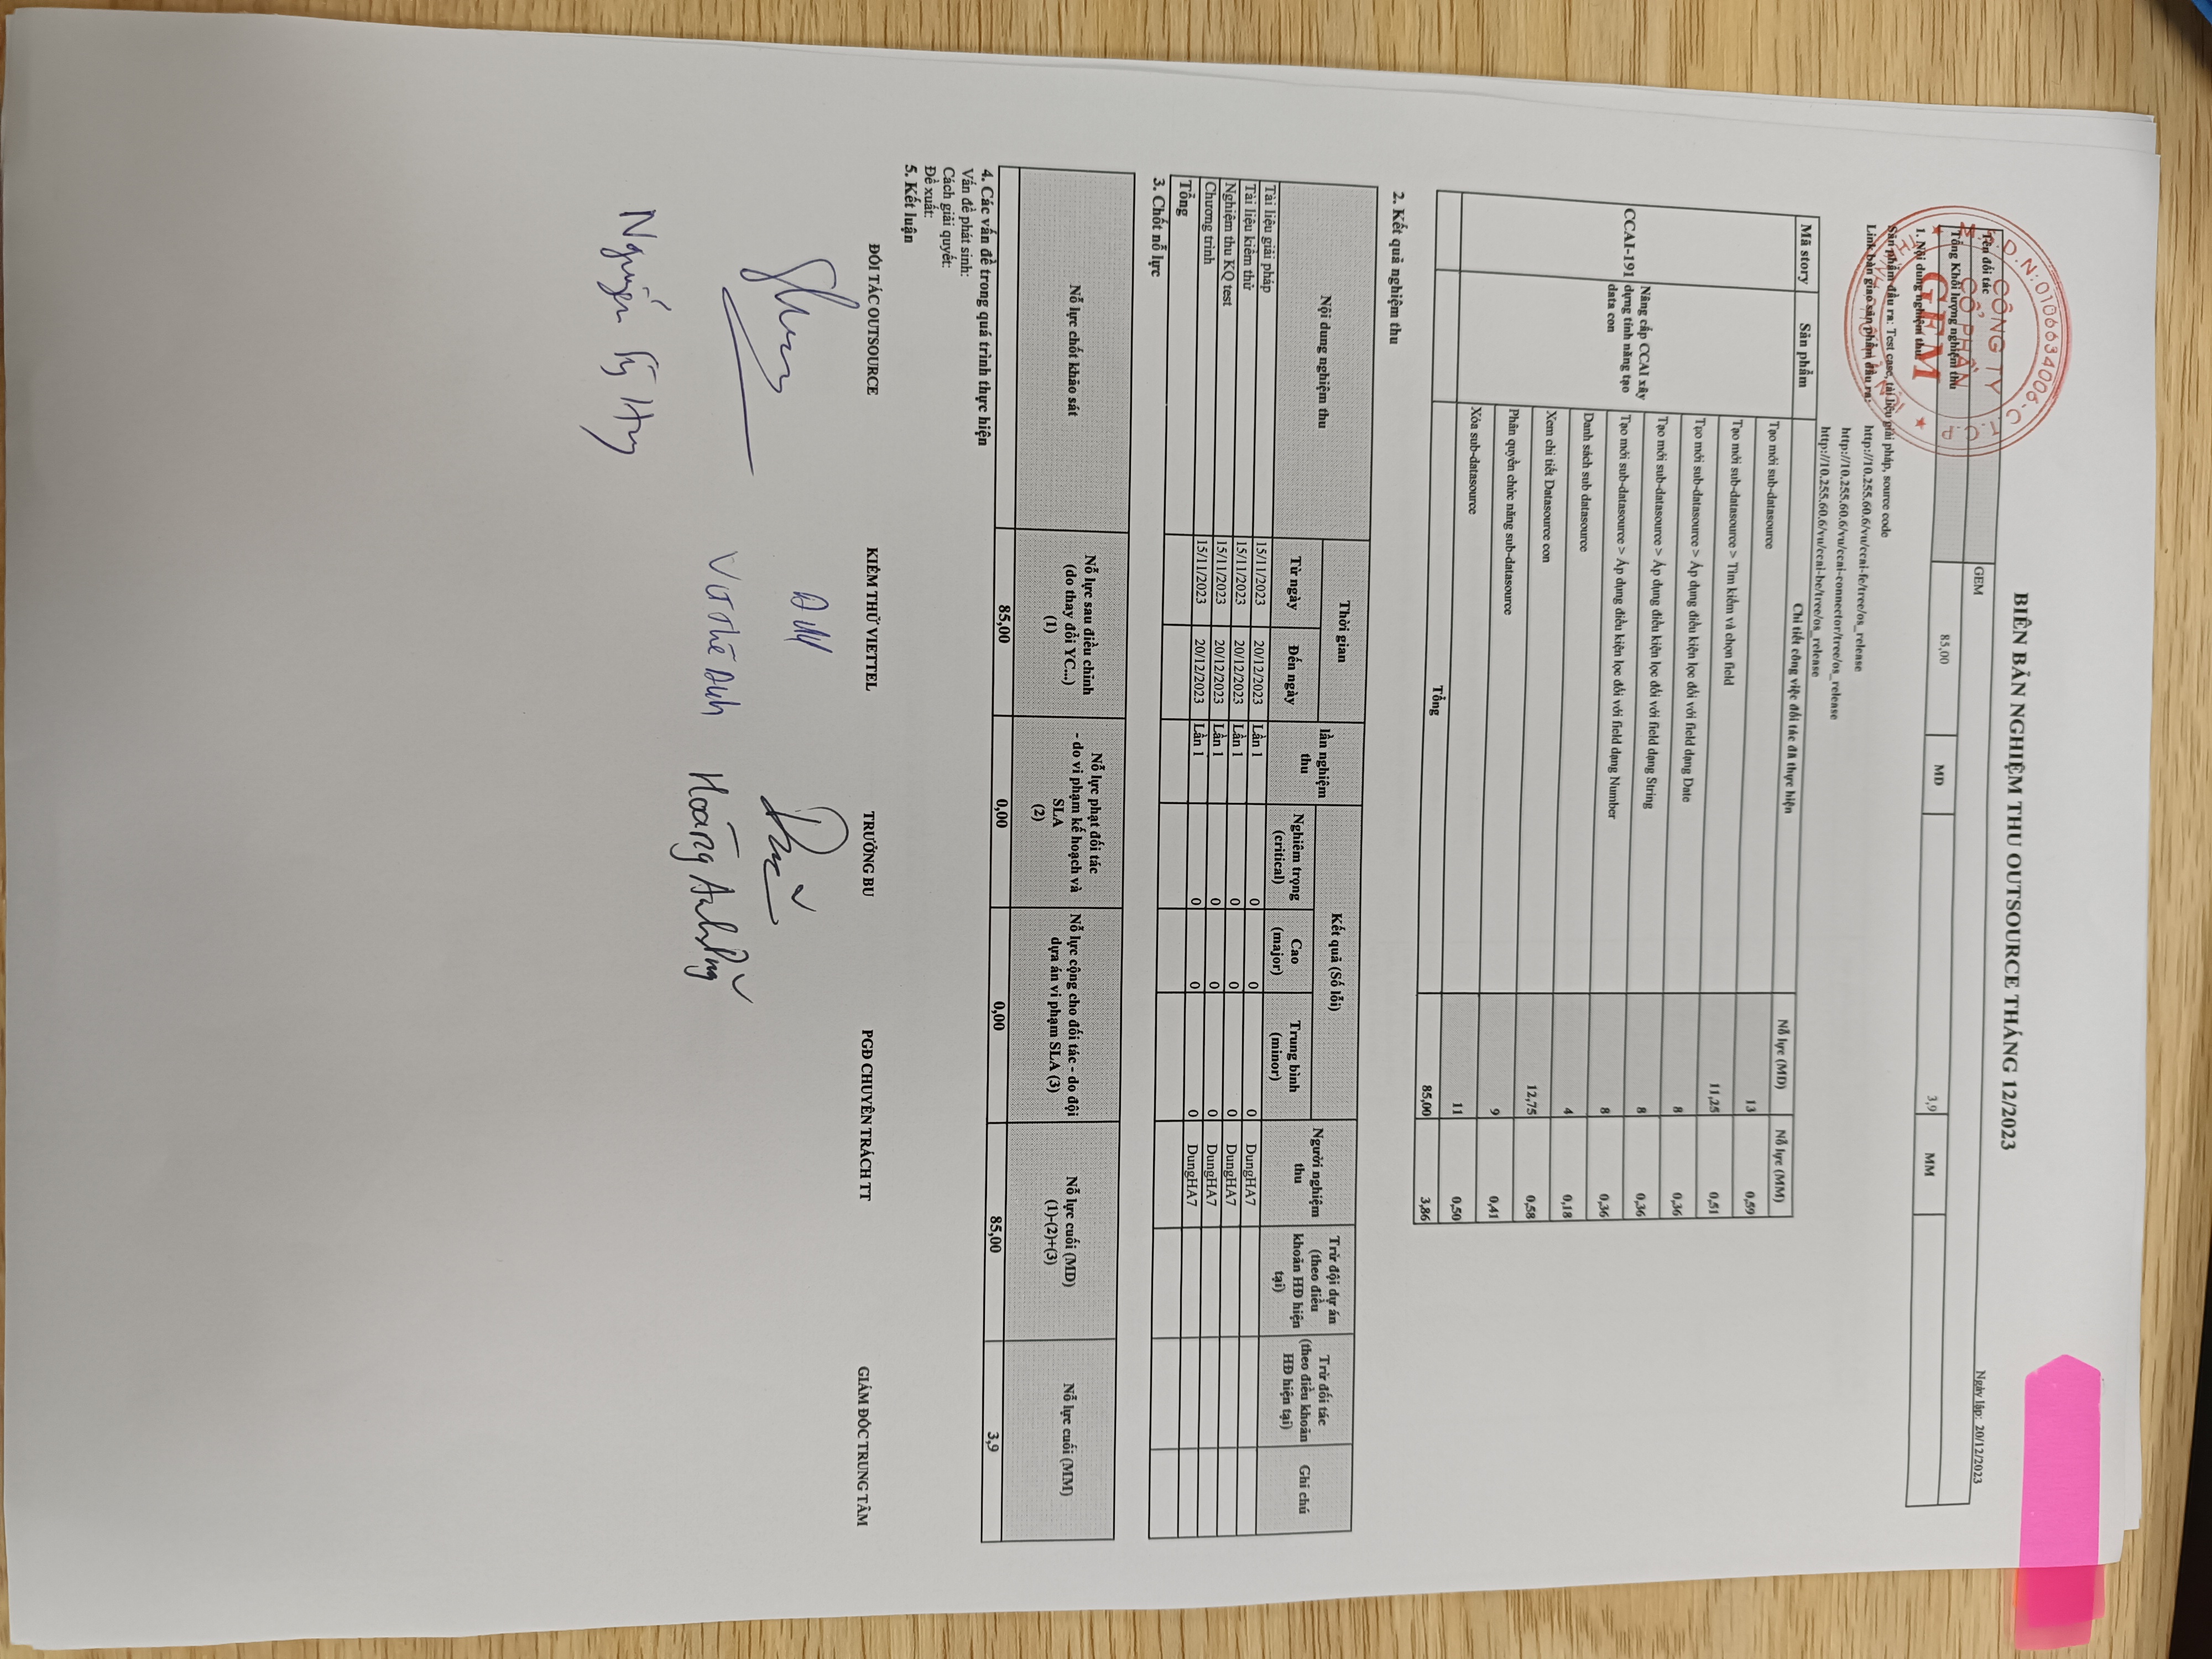 BIÊN BẢN NGHIỆM THU OUTSOURCE THÁNG 12/2023
Ngày lập: 20/12/2023
Tên đối tác GEM
Tổng Khối lượng nghiệm thu 85,00 MD 3,9 MM
1. Nội dung nghiệm thu
Sản phẩm đầu ra: Test case, tài liệu giải pháp, source code
Link bàn giao sản phẩm đầu ra: http://10.255.60.6/vu/ccai-fe/tree/os_release
http://10.255.60.6/vu/ccai-connector/tree/os_release
http://10.255.60.6/vu/ccai-be/tree/os_release
M.S.D.N:0106634006-C.T.C.P
CÔNG TY
CỔ PHẦN
GEM
Mã story Sản phẩm Chi tiết công việc đối tác đã thực hiện Nỗ lực (MD) Nỗ lực (MM)
CCAI-191 Nâng cấp CCAI xây dựng tính năng tạo data con
Tạo mới sub-datasource 13 0,59
Tạo mới sub-datasource > Tìm kiếm và chọn field 11,25 0,51
Tạo mới sub-datasource > Áp dụng điều kiện lọc đối với field dạng Date 8 0,36
Tạo mới sub-datasource > Áp dụng điều kiện lọc đối với field dạng String 8 0,36
Tạo mới sub-datasource > Áp dụng điều kiện lọc đối với field dạng Number 8 0,36
Danh sách sub datasource 4 0,18
Xem chi tiết Datasource con 12,75 0,58
Phân quyền chức năng sub-datasource 9 0,41
Xóa sub-datasource 11 0,50
Tổng 85,00 3,86
2. Kết quả nghiệm thu
Nội dung nghiệm thu Thời gian lần nghiệm thu Kết quả (Số lỗi) Người nghiệm thu Trừ đội dự án (theo điều khoản HĐ hiện tại) Trừ đối tác (theo điều khoản HĐ hiện tại) Ghi chú
Từ ngày Đến ngày Nghiêm trọng (critical) Cao (major) Trung bình (minor)
Tài liệu giải pháp 15/11/2023 20/12/2023 Lần 1 0 0 0 DungHA7
Tài liệu kiểm thử 15/11/2023 20/12/2023 Lần 1 0 0 0 DungHA7
Nghiệm thu KQ test 15/11/2023 20/12/2023 Lần 1 0 0 0 DungHA7
Chương trình 15/11/2023 20/12/2023 Lần 1 0 0 0 DungHA7
Tổng
3. Chốt nỗ lực
Nỗ lực chốt khảo sát Nỗ lực sau điều chỉnh (do thay đổi YC...) (1) Nỗ lực phạt đối tác - do vi phạm kế hoạch và SLA (2) Nỗ lực cộng cho đối tác - do đội dựa án vi phạm SLA (3) Nỗ lực cuối (MD) (1)-(2)+(3) Nỗ lực cuối (MM)
85,00 0,00 0,00 85,00 3,9
4. Các vấn đề trong quá trình thực hiện
Vấn đề phát sinh:
Cách giải quyết:
Đề xuất:
5. Kết luận
ĐỐI TÁC OUTSOURCE KIỂM THỬ VIETTEL TRƯỞNG BU PGĐ CHUYÊN TRÁCH TT GIÁM ĐỐC TRUNG TÂM
Vũ Thế Anh Hoàng Anh Dũng
Nguyễn Huy